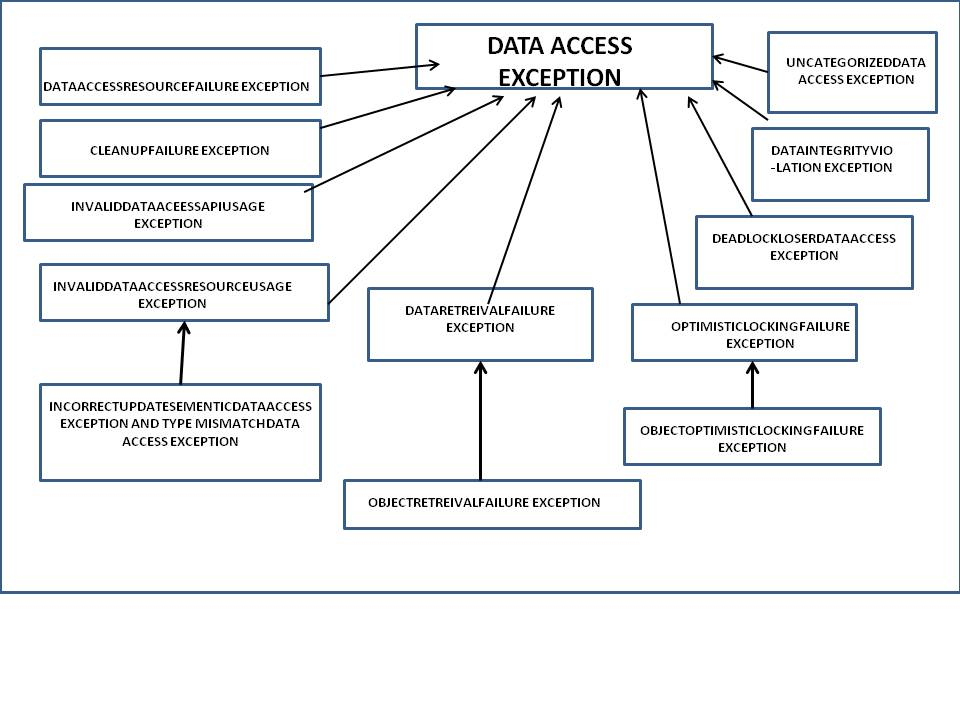 DATA ACCESS
EXCEPTION
DATAACCESSRESOURCEFAILURE EXCEPTION
CLEANUPFAILURE EXCEPTION
INVALIDDATAACEESSAPIUSAGE
EXCEPTION
INVALIDDATAACCESSRESOURCEUSAGE
EXCEPTION
INCORRECTUPDATESEMENTICDATAACCESS
EXCEPTION AND TYPE MISMATCHDATA
ACCESS EXCEPTION
DATARETREIVALFAILURE
EXCEPTION
OBJECTRETREIVALFAILURE EXCEPTION
UNCATEGORIZEDDATA
ACCESS EXCEPTION
DATAINTEGRITYVIO
-LATION EXCEPTION
DEADLOCKLOSERDATAACCESS
EXCEPTION
OPTIMISTICLOCKINGFAILURE
EXCEPTION
OBJECTOPTIMISTICLOCKINGFAILURE
EXCEPTION